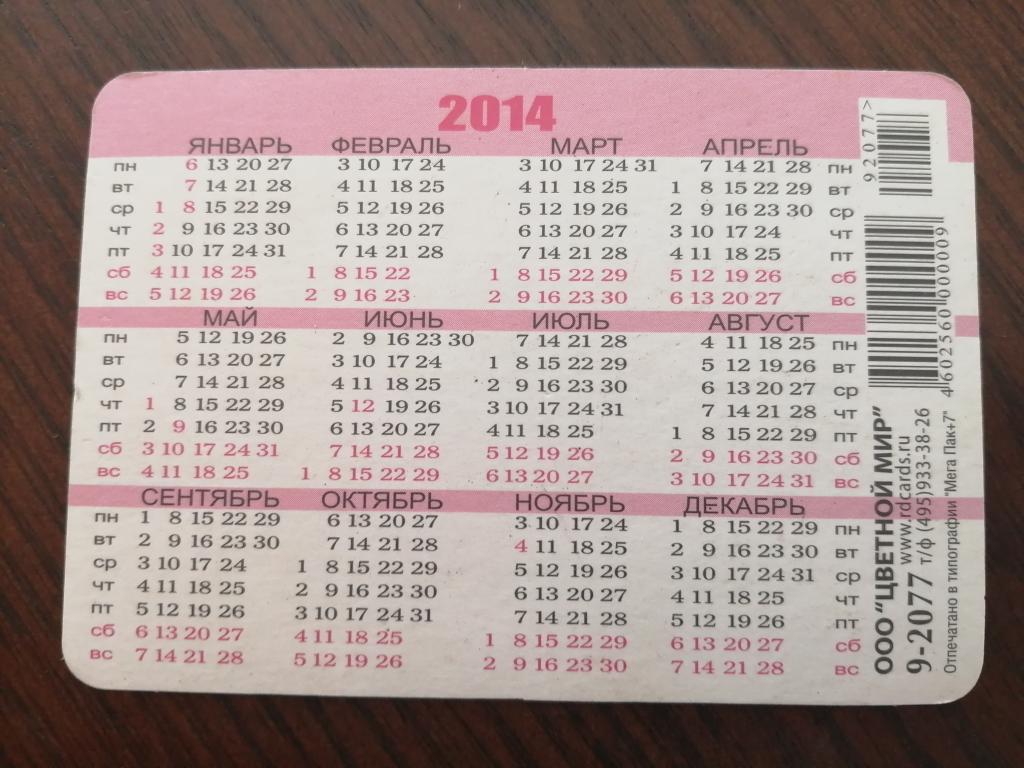 2014
ЯНВАРЬ ФЕВРАЛЬ МАРТ АПРЕЛЬ
пн 6 13 20 27 3 10 17 24 3 10 17 24 31 7 14 21 28 пн
вт 7 14 21 28 4 11 18 25 4 11 18 25 1 8 15 22 29 вт
ср 1 8 15 22 29 5 12 19 26 5 12 19 26 2 9 16 23 30 ср
чт 2 9 16 23 30 6 13 20 27 6 13 20 27 3 10 17 24 чт
пт 3 10 17 24 31 7 14 21 28 7 14 21 28 4 11 18 25 пт
сб 4 11 18 25 1 8 15 22 1 8 15 22 29 5 12 19 26 сб
вс 5 12 19 26 2 9 16 23 2 9 16 23 30 6 13 20 27 вс
МАЙ ИЮНЬ ИЮЛЬ АВГУСТ
пн 5 12 19 26 2 9 16 23 30 7 14 21 28 4 11 18 25 пн
вт 6 13 20 27 3 10 17 24 1 8 15 22 29 5 12 19 26 вт
ср 7 14 21 28 4 11 18 25 2 9 16 23 30 6 13 20 27 ср
чт 1 8 15 22 29 5 12 19 26 3 10 17 24 31 7 14 21 28 чт
пт 2 9 16 23 30 6 13 20 27 4 11 18 25 1 8 15 22 29 пт
сб 3 10 17 24 31 7 14 21 28 5 12 19 26 2 9 16 23 30 сб
вс 4 11 18 25 1 8 15 22 29 6 13 20 27 3 10 17 24 31 вс
СЕНТЯБРЬ ОКТЯБРЬ НОЯБРЬ ДЕКАБРЬ
пн 1 8 15 22 29 6 13 20 27 3 10 17 24 1 8 15 22 29 пн
вт 2 9 16 23 30 7 14 21 28 4 11 18 25 2 9 16 23 30 вт
ср 3 10 17 24 1 8 15 22 29 5 12 19 26 3 10 17 24 31 ср
чт 4 11 18 25 2 9 16 23 30 6 13 20 27 4 11 18 25 чт
пт 5 12 19 26 3 10 17 24 31 7 14 21 28 5 12 19 26 пт
сб 6 13 20 27 4 11 18 25 1 8 15 22 29 6 13 20 27 сб
вс 7 14 21 28 5 12 19 26 2 9 16 23 30 7 14 21 28 вс
ООО "ЦВЕТНОЙ МИР"
www.rdcards.ru
9-2077 т/ф (495)933-38-26
Отпечатано в типографии "Мега Пак+7"
4 602560 000009
92077>